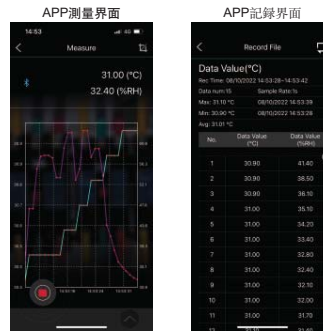 APP測量界面
14:53
4G
Measure
31.00 (°C)
32.40 (%RH)
APP記錄界面
Record File
Data Value(°C)
Rec Time: 08/10/2022 14:53:28~14:53:42
Data num:15 Sample Rate:1s
Max: 31.10 °C 08/10/2022 14:53:39
Min: 30.90 °C 08/10/2022 14:53:28
Avg: 31.01 °C
No. Data Value (°C) Data Value (%RH)
1 30.90 41.40
2 30.90 38.50
3 30.90 36.10
4 31.00 35.10
5 31.00 34.20
6 31.00 33.40
7 31.00 32.80
8 31.00 32.40
9 31.00 32.10
10 31.00 32.00
11 31.00 31.70